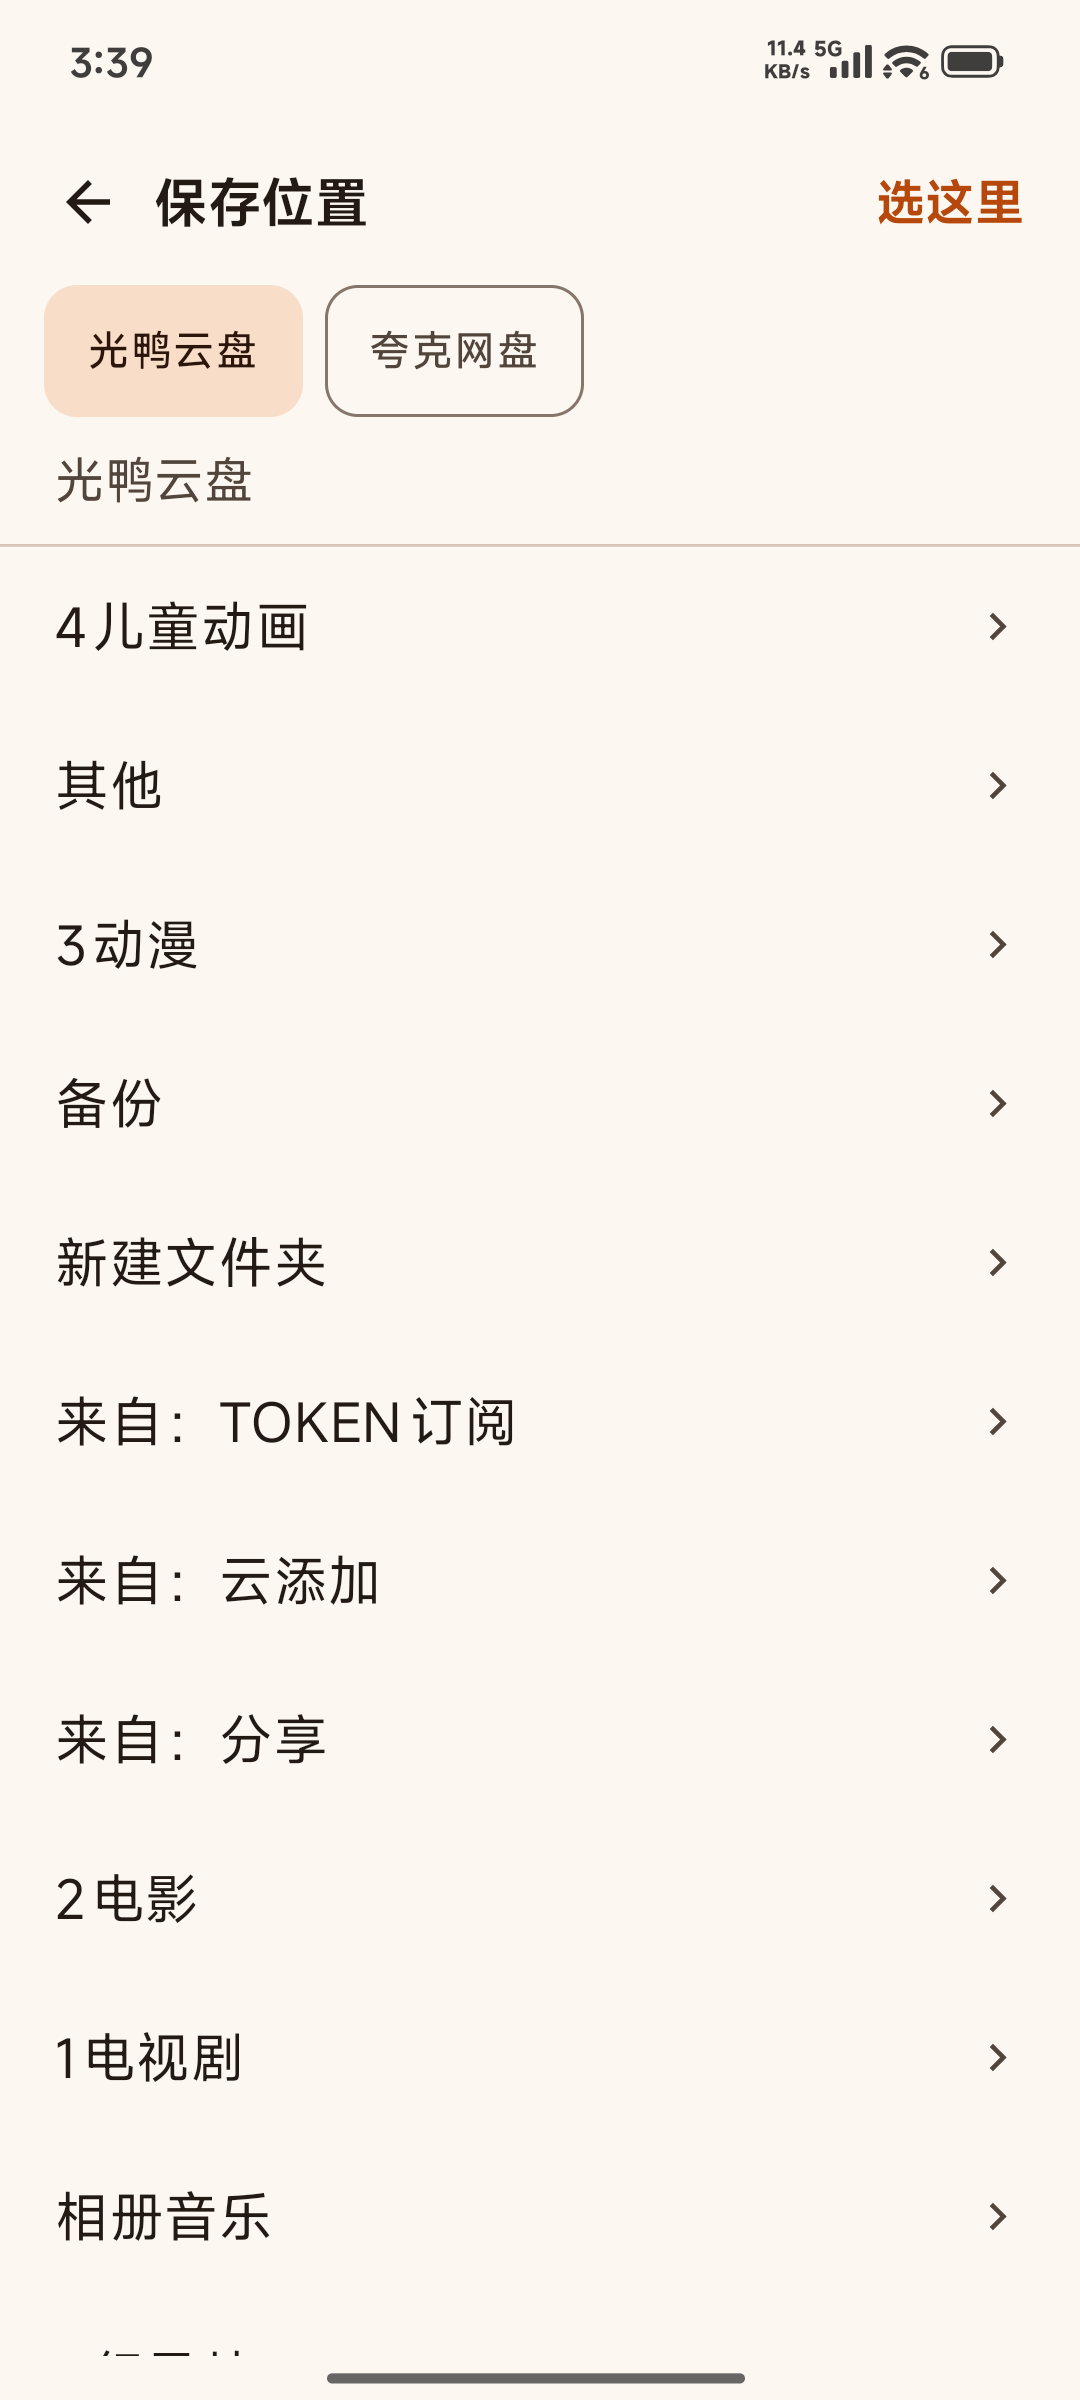 3:39
11.4 KB/s 5G 6
保存位置
选这里
光鸭云盘
夸克网盘
光鸭云盘
4儿童动画
其他
3动漫
备份
新建文件夹
来自：TOKEN订阅
来自：云添加
来自：分享
2电影
1电视剧
相册音乐